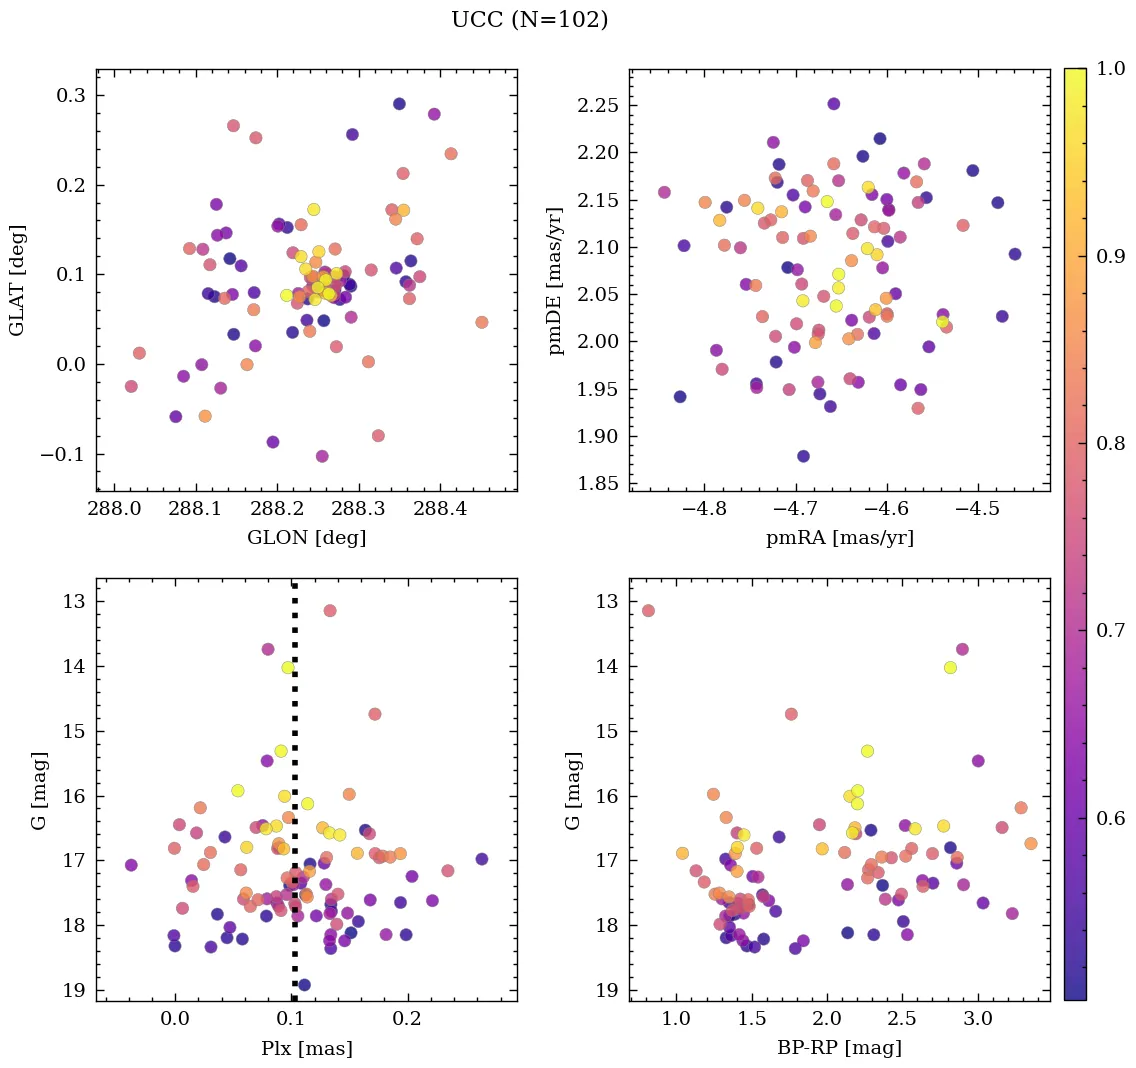 UCC (N=102)
0.3
0.2
0.1
0.0
−0.1
GLAT [deg]
288.0 288.1 288.2 288.3 288.4
GLON [deg]
2.25
2.20
2.15
2.10
2.05
2.00
1.95
1.90
1.85
pmDE [mas/yr]
−4.8 −4.7 −4.6 −4.5
pmRA [mas/yr]
1.0
0.9
0.8
0.7
0.6
13
14
15
16
17
18
19
G [mag]
0.0 0.1 0.2
Plx [mas]
13
14
15
16
17
18
19
G [mag]
1.0 1.5 2.0 2.5 3.0
BP-RP [mag]